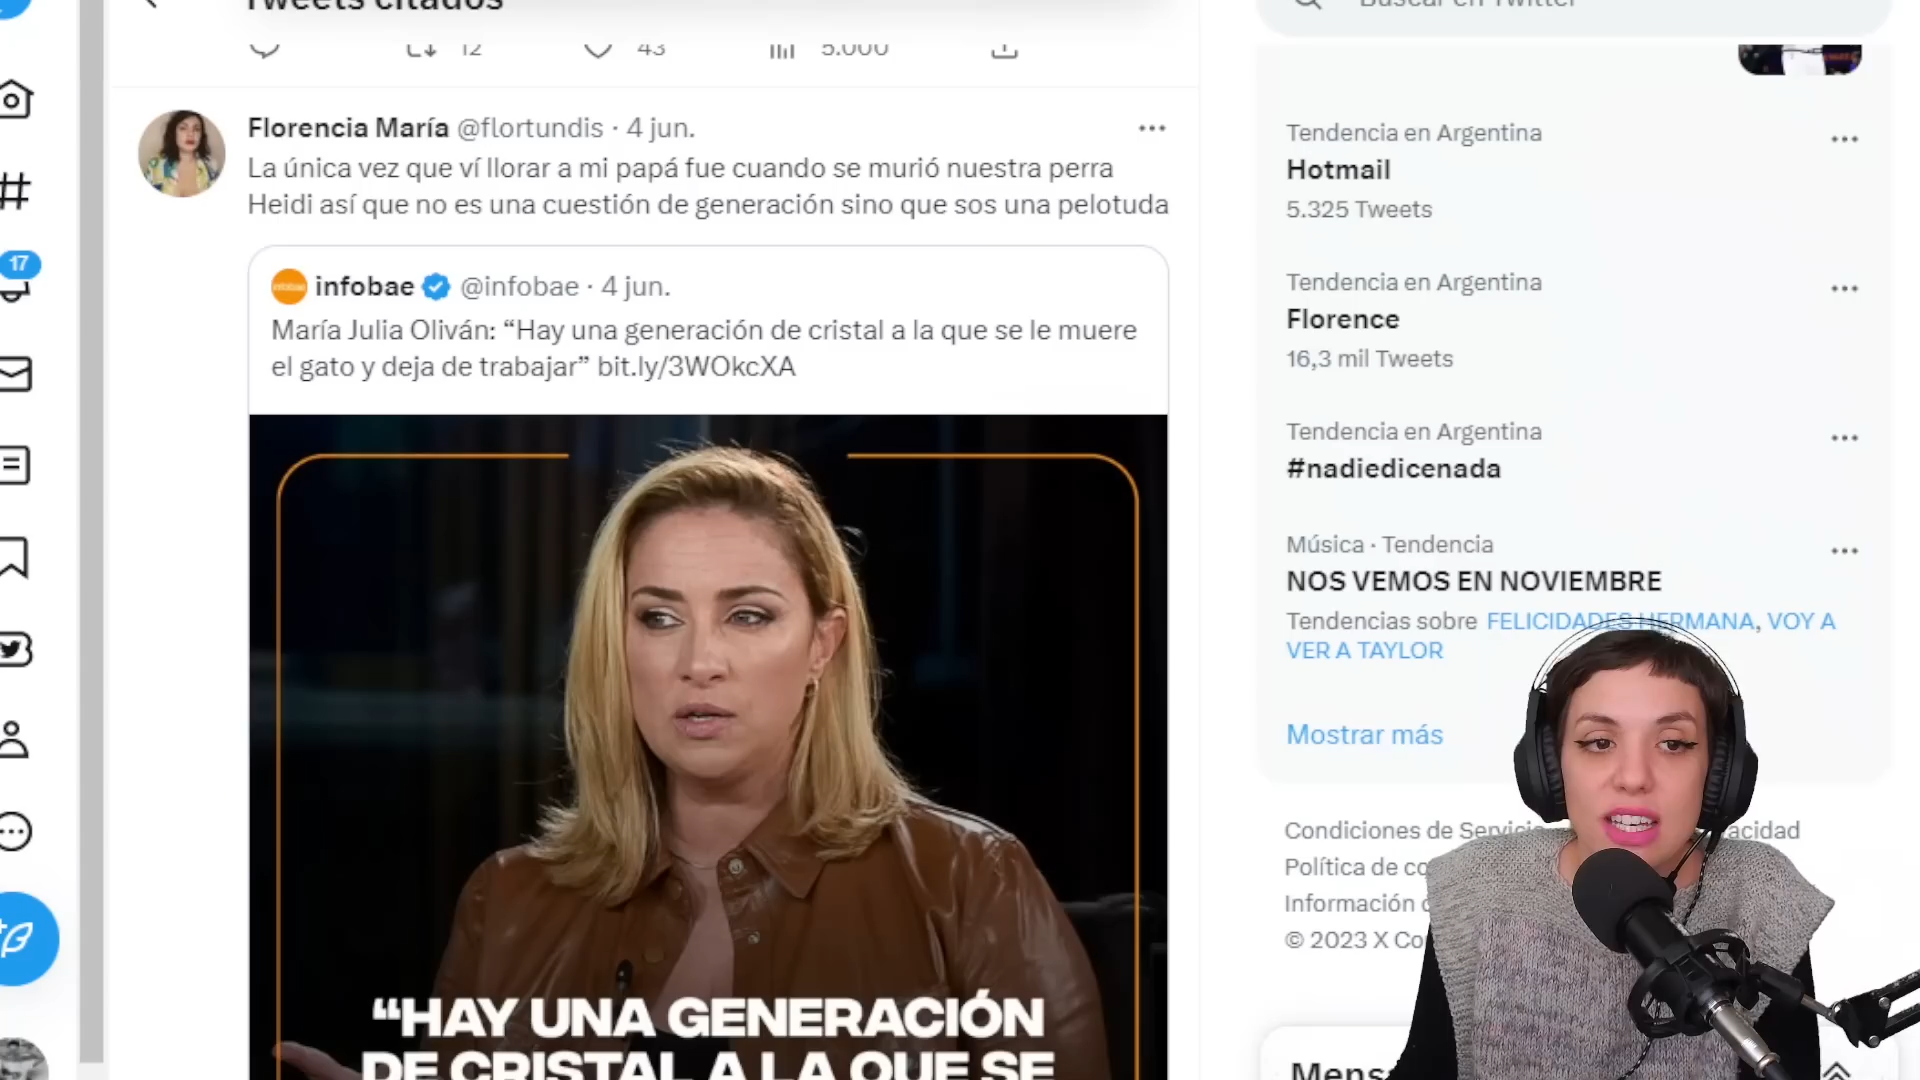 Tweets citados
12
43
5.000
Florencia María @flortundis · 4 jun.
La única vez que ví llorar a mi papá fue cuando se murió nuestra perra
Heidi así que no es una cuestión de generación sino que sos una pelotuda
infobae @infobae · 4 jun.
María Julia Oliván: “Hay una generación de cristal a la que se le muere
el gato y deja de trabajar” bit.ly/3WOkcXA
“HAY UNA GENERACIÓN
DE CRISTAL A LA QUE SE
17
Buscar en Twitter
Tendencia en Argentina
Hotmail
5.325 Tweets
Tendencia en Argentina
Florence
16,3 mil Tweets
Tendencia en Argentina
#nadiedicenada
Música · Tendencia
NOS VEMOS EN NOVIEMBRE
Tendencias sobre FELICIDADES HERMANA, VOY A
VER A TAYLOR
Mostrar más
Condiciones de
Política de
Información
© 2023 X